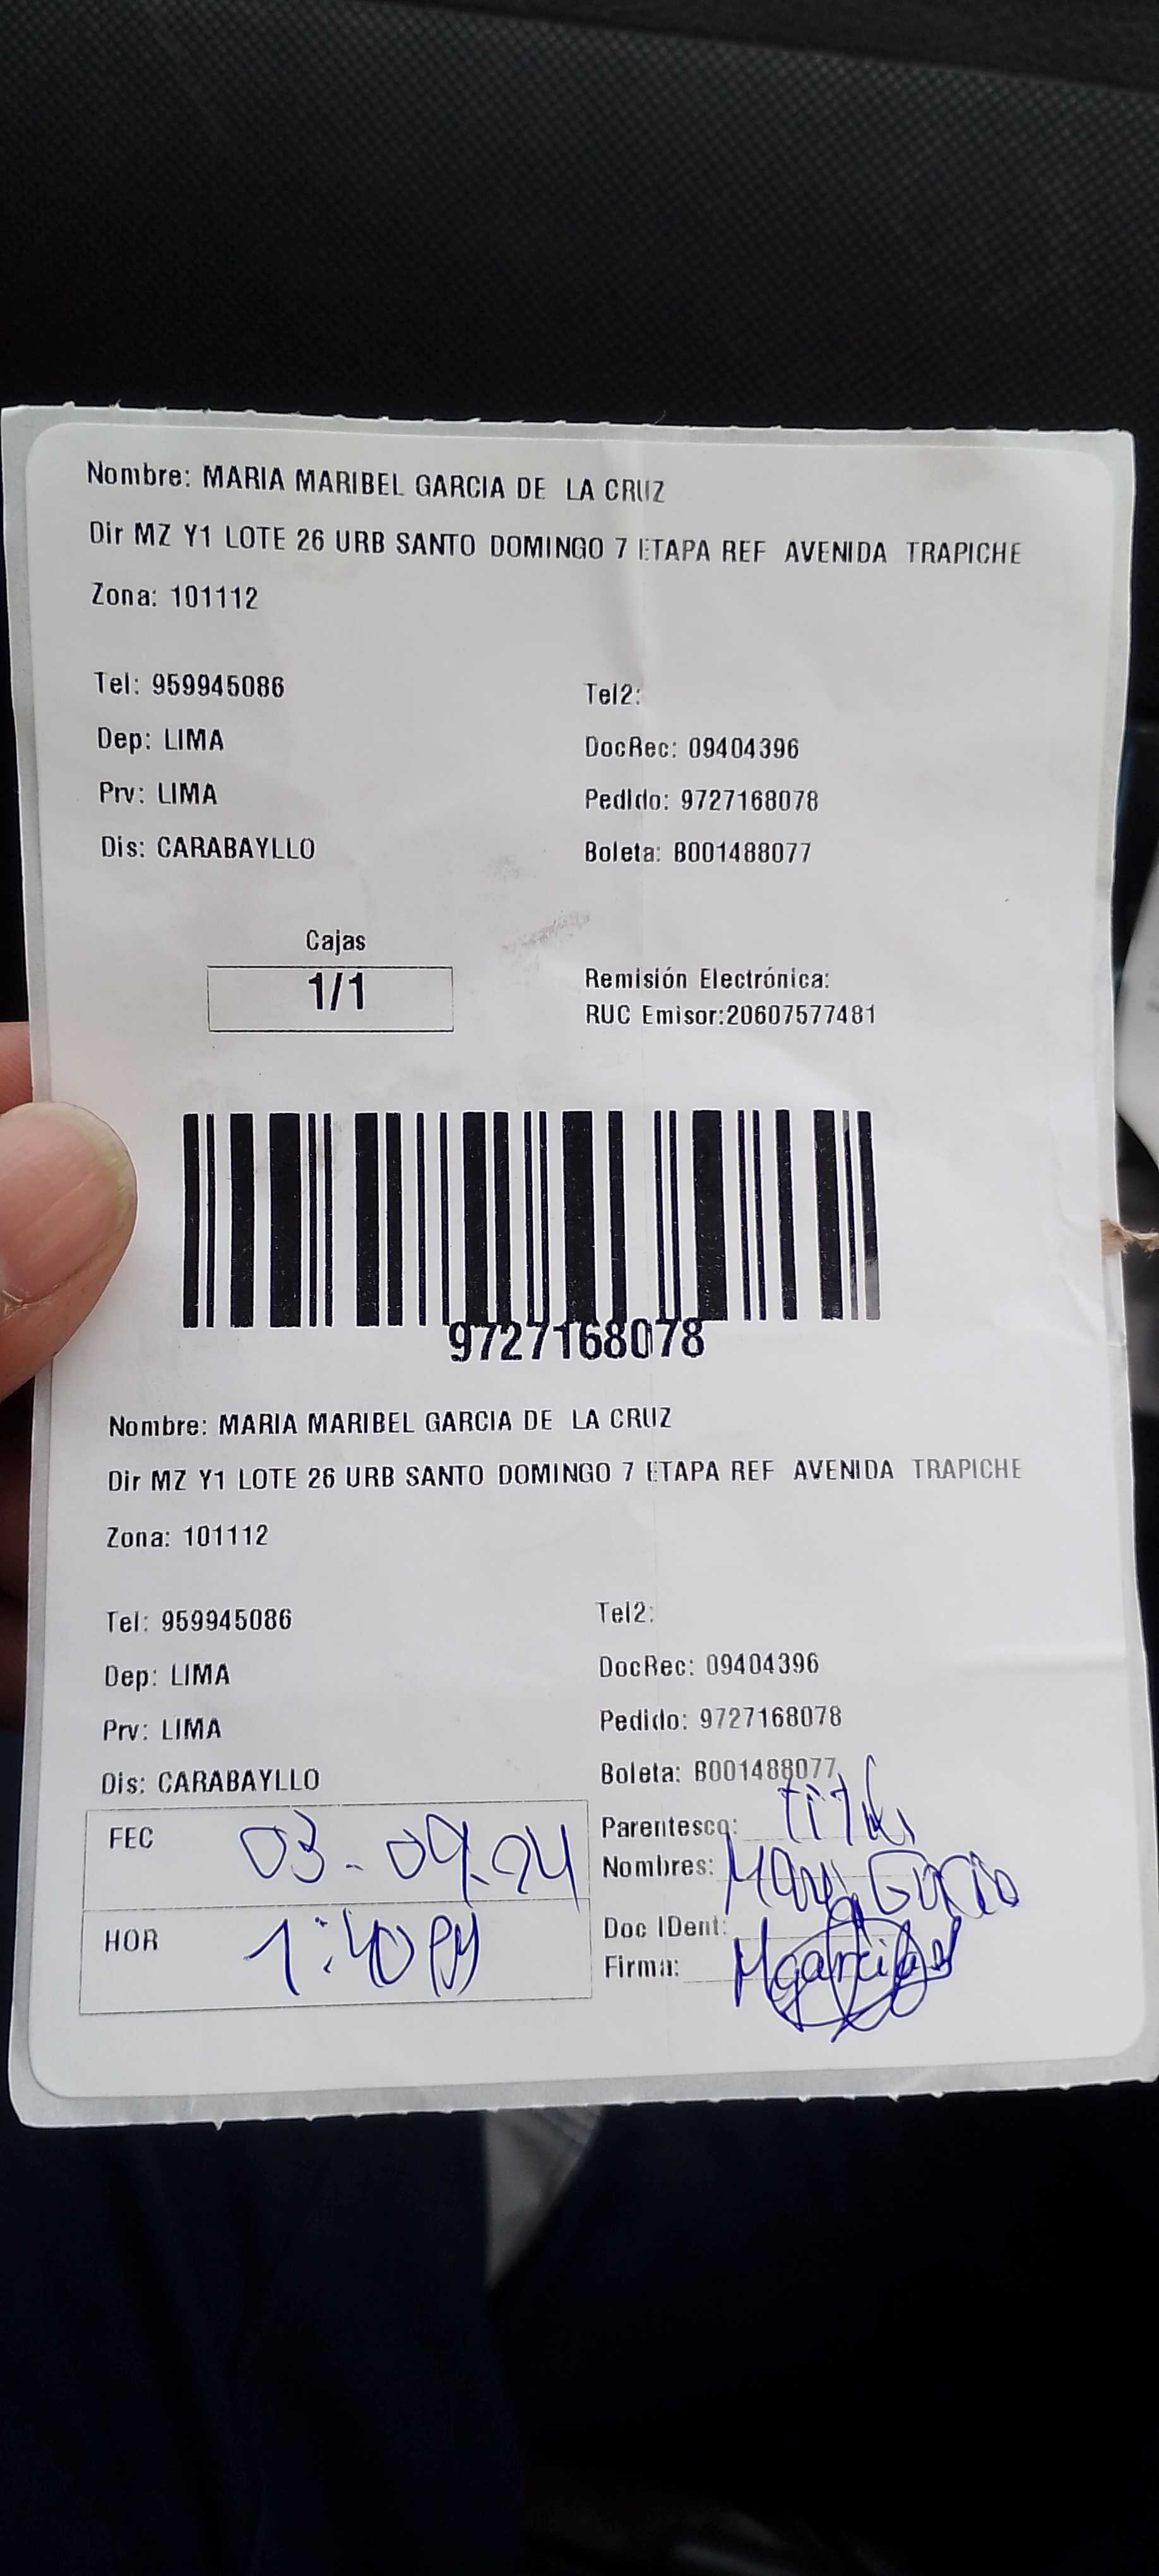 Nombre: MARIA MARIBEL GARCIA DE LA CRUZ
Dir MZ Y1 LOTE 26 URB SANTO DOMINGO 7 ETAPA REF AVENIDA TRAPICHE
Zona: 101112
Tel: 959945086 Tel2:
Dep: LIMA DocRec: 09404396
Prv: LIMA Pedido: 9727168078
Dis: CARABAYLLO Boleta: B001488077
Cajas
1/1 Remisión Electrónica:
RUC Emisor:20607577481
9727168078
Nombre: MARIA MARIBEL GARCIA DE LA CRUZ
Dir MZ Y1 LOTE 26 URB SANTO DOMINGO 7 ETAPA REF AVENIDA TRAPICHE
Zona: 101112
Tel: 959945086 Tel2:
Dep: LIMA DocRec: 09404396
Prv: LIMA Pedido: 9727168078
Dis: CARABAYLLO Boleta: B001488077
FEC 03-09-24 Parentesco:
Nombres: Garcia
HOR 1:40 Doc IDent:
Firma: